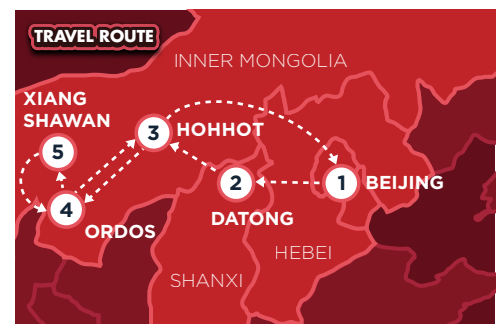 TRAVEL ROUTE
INNER MONGOLIA
XIANG
SHAWAN
5
3
HOHHOT
4
ORDOS
2
DATONG
1
BEIJING
HEBEI
SHANXI